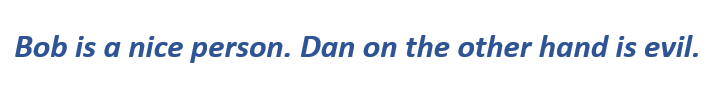 Bob is a nice person. Dan on the other hand is evil.